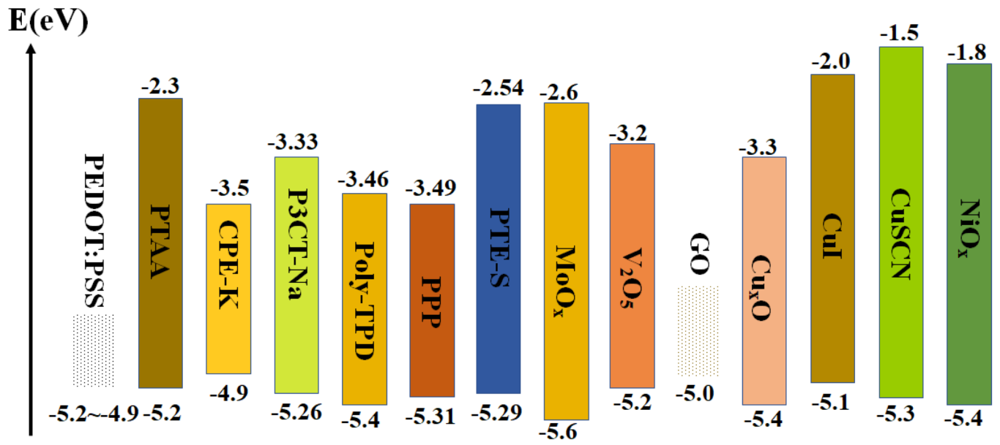 E(eV)
PEDOT:PSS
-5.2~-4.9
-2.3
PTAA
-5.2
-3.5
CPE-K
-4.9
-3.33
P3CT-Na
-5.26
-3.46
Poly-TPD
-5.4
-3.49
PPP
-5.31
-2.54
PTE-S
-5.29
-2.6
MoOₓ
-5.6
-3.2
V₂O₅
-5.2
GO
-5.0
-3.3
CuₓO
-5.4
-2.0
CuI
-5.1
-1.5
CuSCN
-5.3
-1.8
NiOₓ
-5.4